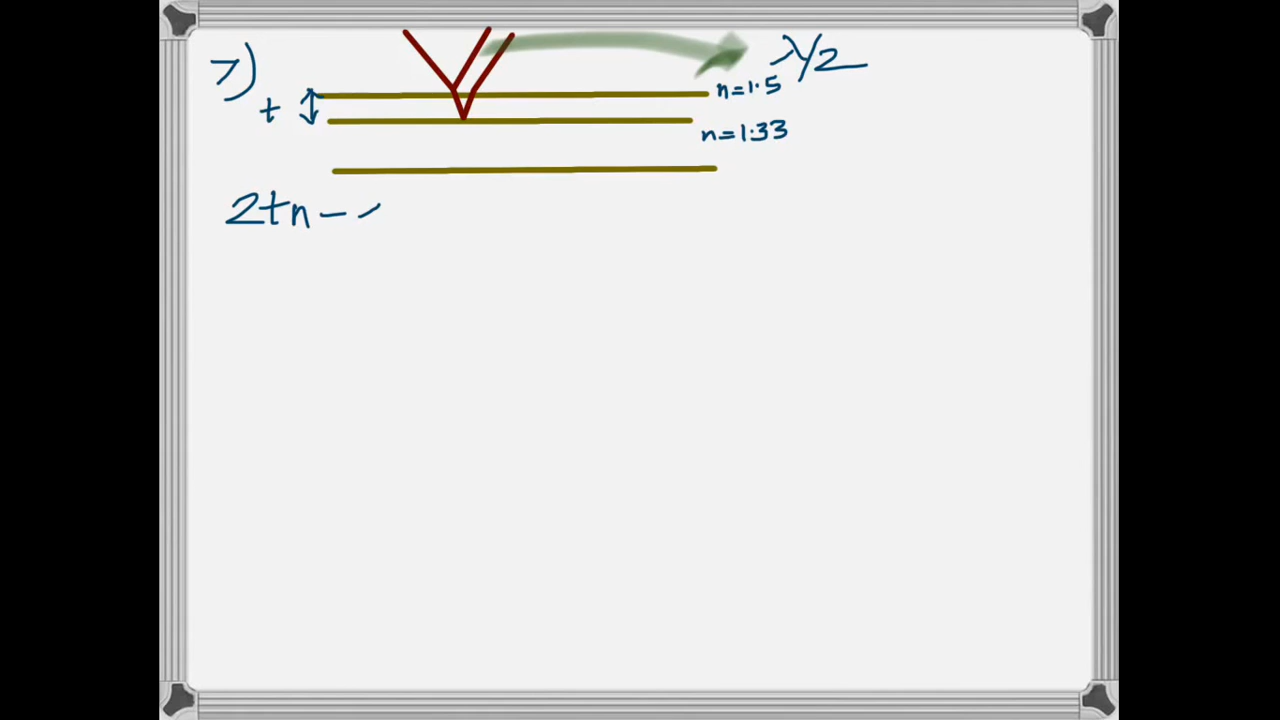 7)
λ/2
n=1.5
t
n=1.33
2tn-